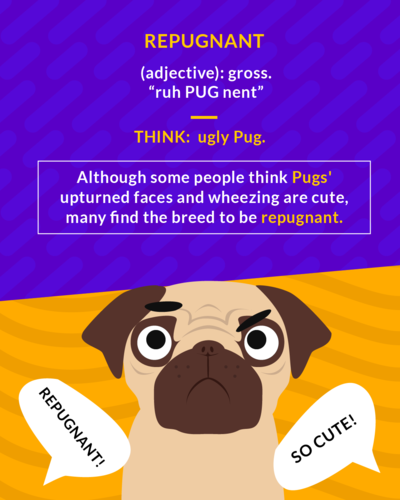 REPUGNANT
(adjective): gross.
“ruh PUG nent”
THINK: ugly Pug.
Although some people think Pugs'
upturned faces and wheezing are cute,
many find the breed to be repugnant.
REPUGNANT!
SO CUTE!